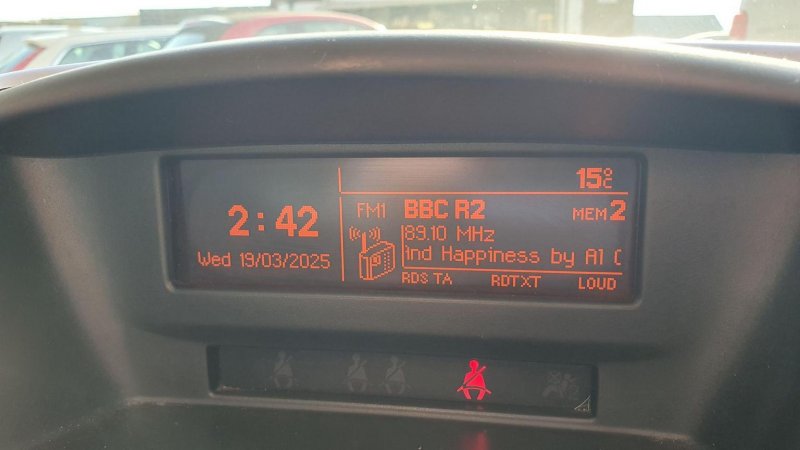 15°C
2:42
Wed 19/03/2025
FM1
BBC R2
MEM 2
89.10 MHz
ind Happiness by Al
RDS TA
RDTXT
LOUD